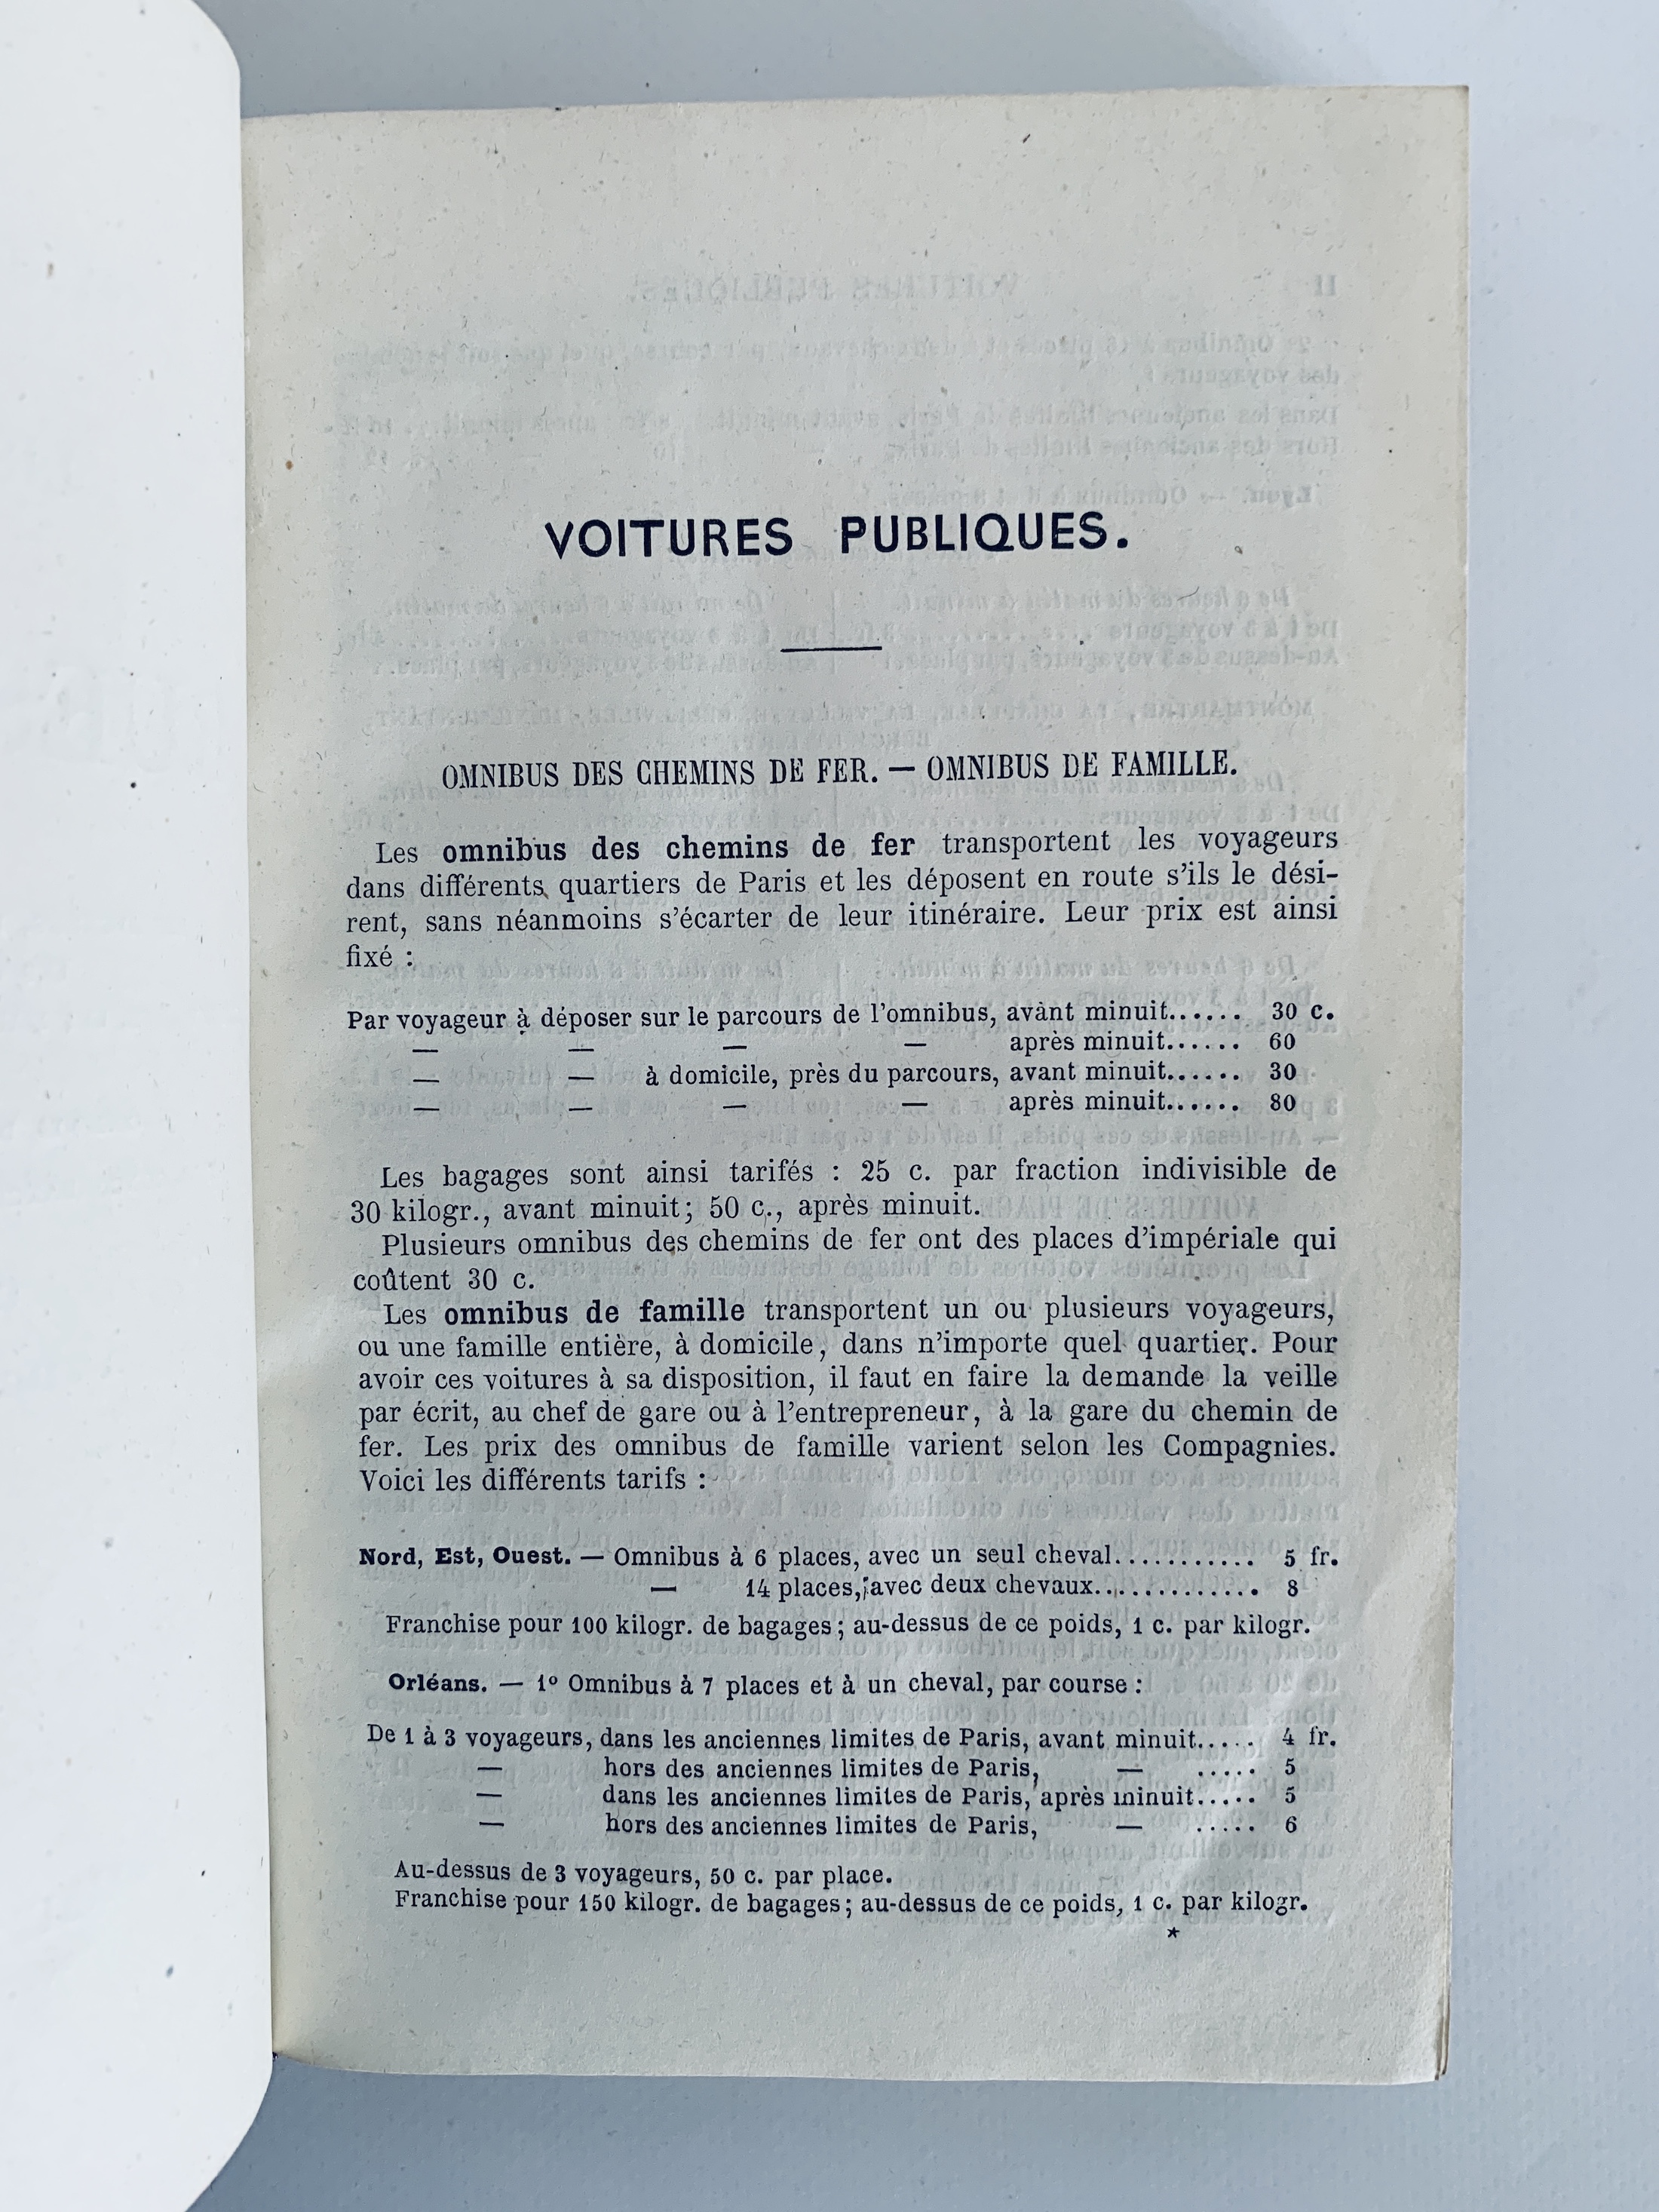 VOITURES PUBLIQUES.
OMNIBUS DES CHEMINS DE FER. — OMNIBUS DE FAMILLE.
Les omnibus des chemins de fer transportent les voyageurs
dans différents quartiers de Paris et les déposent en route s'ils le dési-
rent, sans néanmoins s'écarter de leur itinéraire. Leur prix est ainsi
fixé :
Par voyageur à déposer sur le parcours de l'omnibus, avant minuit...... 30 c.
— — — — après minuit...... 60
— — à domicile, près du parcours, avant minuit...... 30
— — — — après minuit...... 80
Les bagages sont ainsi tarifés : 25 c. par fraction indivisible de
30 kilogr., avant minuit; 50 c., après minuit.
Plusieurs omnibus des chemins de fer ont des places d'impériale qui
coûtent 30 c.
Les omnibus de famille transportent un ou plusieurs voyageurs,
ou une famille entière, à domicile, dans n'importe quel quartier. Pour
avoir ces voitures à sa disposition, il faut en faire la demande la veille
par écrit, au chef de gare ou à l'entrepreneur, à la gare du chemin de
fer. Les prix des omnibus de famille varient selon les Compagnies.
Voici les différents tarifs :
Nord, Est, Ouest. — Omnibus à 6 places, avec un seul cheval........... 5 fr.
— 14 places, avec deux chevaux............ 8
Franchise pour 100 kilogr. de bagages; au-dessus de ce poids, 1 c. par kilogr.
Orléans. — 1º Omnibus à 7 places et à un cheval, par course :
De 1 à 3 voyageurs, dans les anciennes limites de Paris, avant minuit..... 4 fr.
— hors des anciennes limites de Paris, — ..... 5
— dans les anciennes limites de Paris, après minuit..... 5
— hors des anciennes limites de Paris, — ..... 6
Au-dessus de 3 voyageurs, 50 c. par place.
Franchise pour 150 kilogr. de bagages; au-dessus de ce poids, 1 c. par kilogr.
*